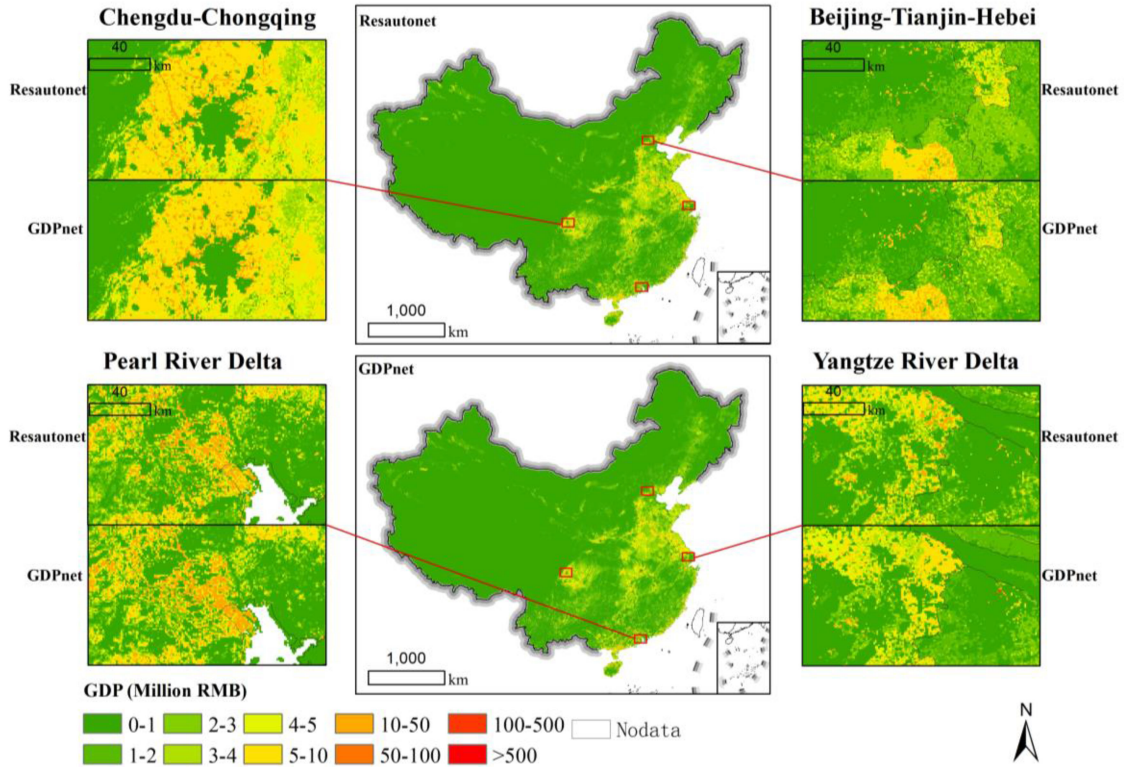 Chengdu-Chongqing
Resautonet
Beijing-Tianjin-Hebei
40
km
Resautonet
GDPnet
1,000
km
40
km
Resautonet
GDPnet
Pearl River Delta
GDPnet
Yangtze River Delta
40
km
Resautonet
GDPnet
1,000
km
40
km
Resautonet
GDPnet
GDP (Million RMB)
0-1
2-3
4-5
10-50
100-500
Nodata
1-2
3-4
5-10
50-100
>500
N